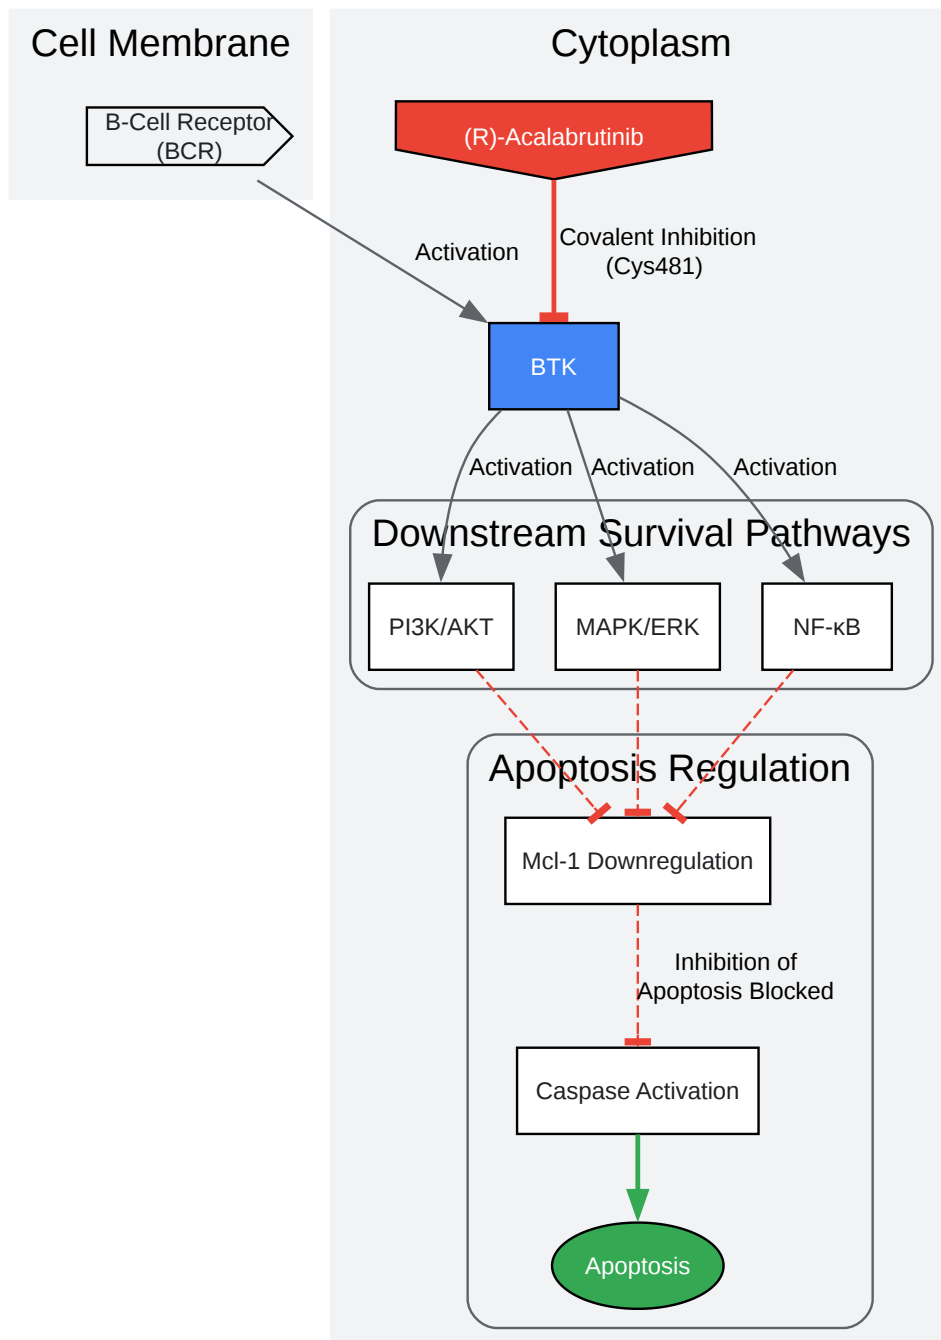 Cell Membrane
Cytoplasm
B-Cell Receptor
(BCR)
(R)-Acalabrutinib
Activation
Covalent Inhibition
(Cys481)
BTK
Activation
Activation
Activation
Downstream Survival Pathways
PI3K/AKT
MAPK/ERK
NF-κB
Apoptosis Regulation
Mcl-1 Downregulation
Inhibition of
Apoptosis Blocked
Caspase Activation
Apoptosis